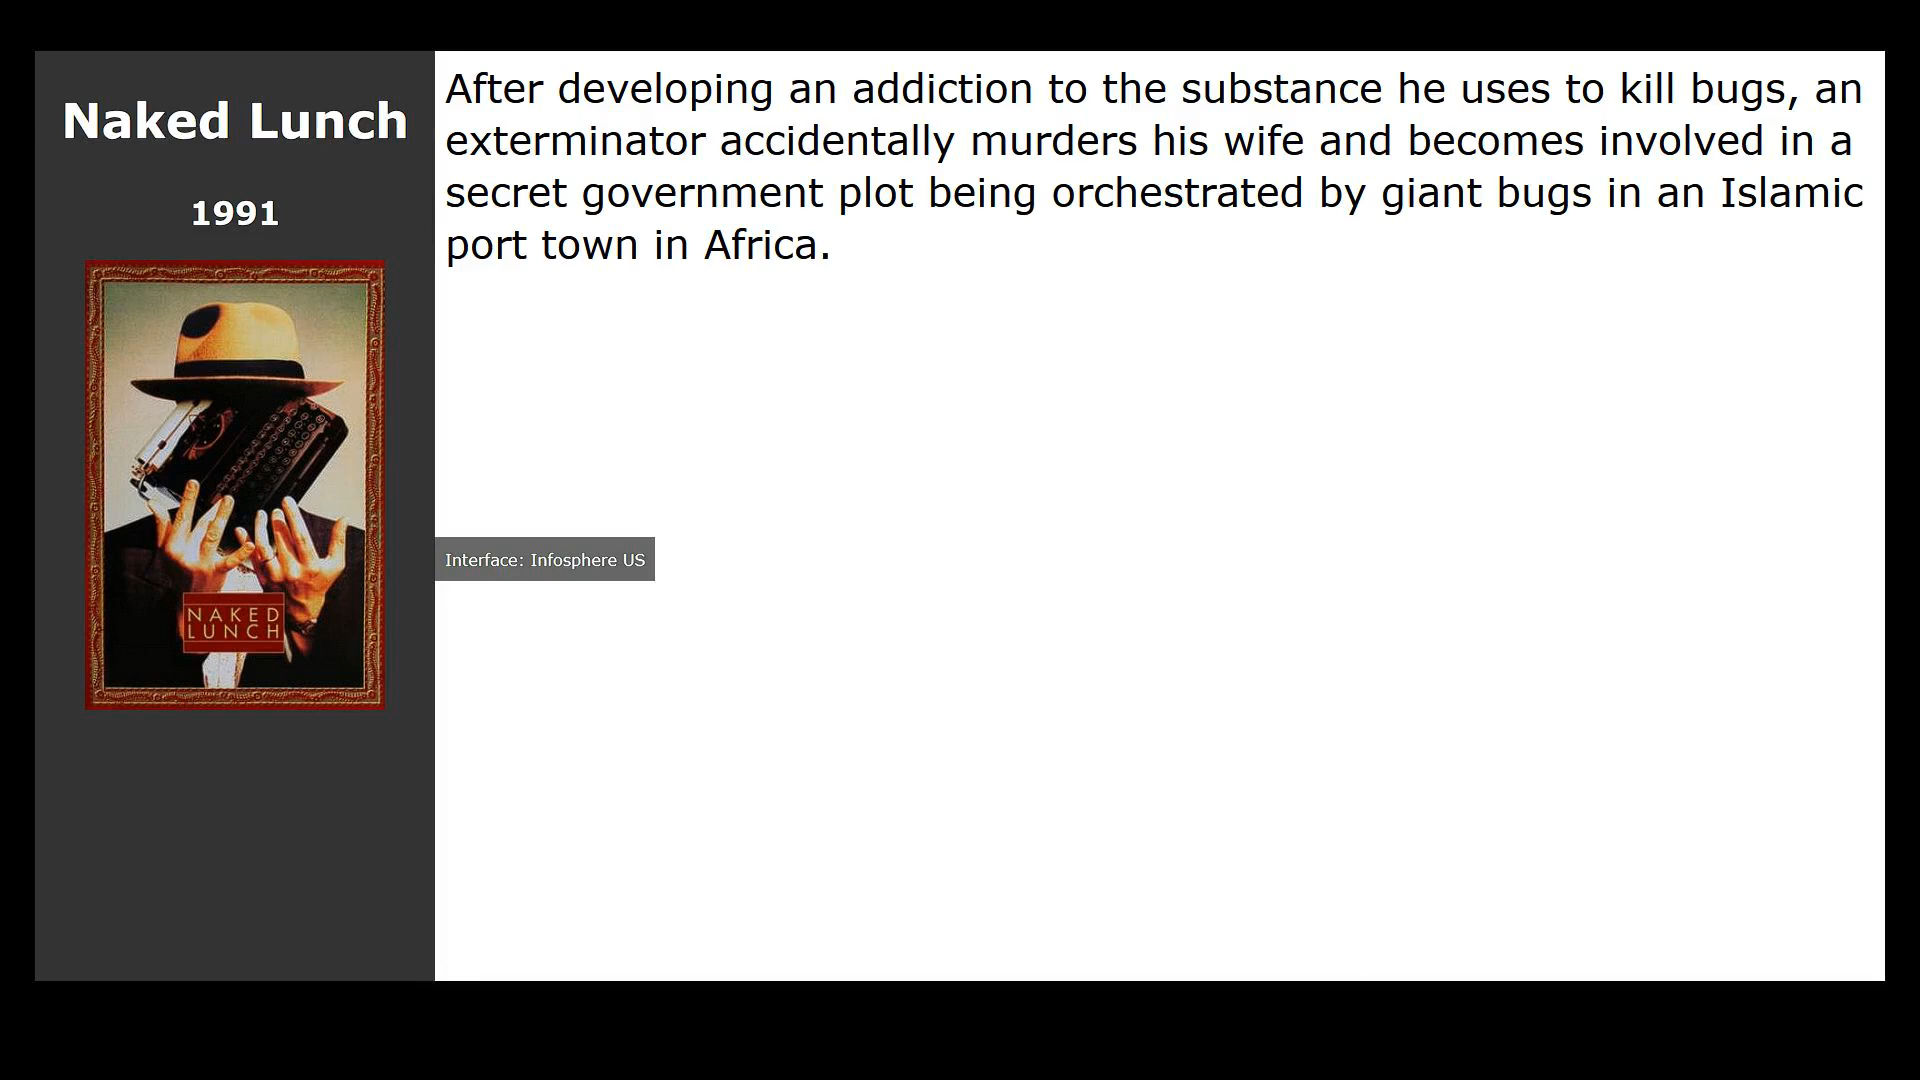 Naked Lunch
1991
NAKED
LUNCH
After developing an addiction to the substance he uses to kill bugs, an
exterminator accidentally murders his wife and becomes involved in a
secret government plot being orchestrated by giant bugs in an Islamic
port town in Africa.
Interface: Infosphere US